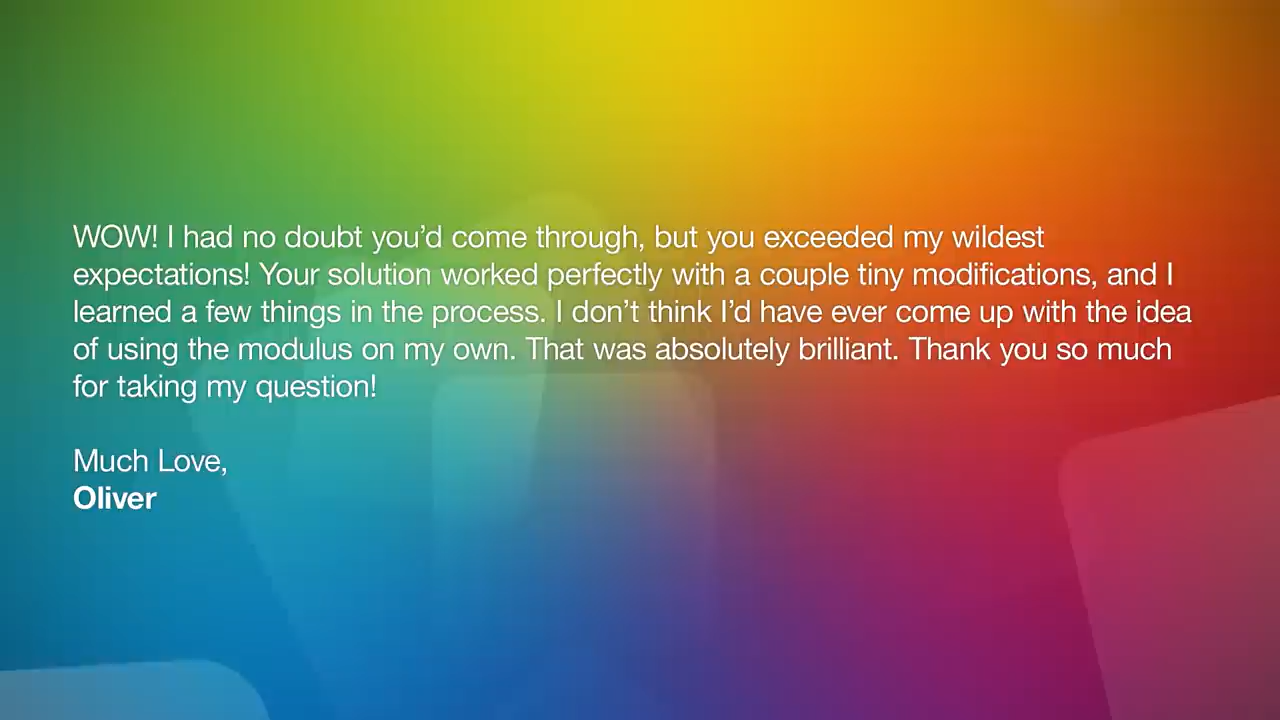 WOW! I had no doubt you’d come through, but you exceeded my wildest
expectations! Your solution worked perfectly with a couple tiny modifications, and I
learned a few things in the process. I don’t think I’d have ever come up with the idea
of using the modulus on my own. That was absolutely brilliant. Thank you so much
for taking my question!
Much Love,
Oliver